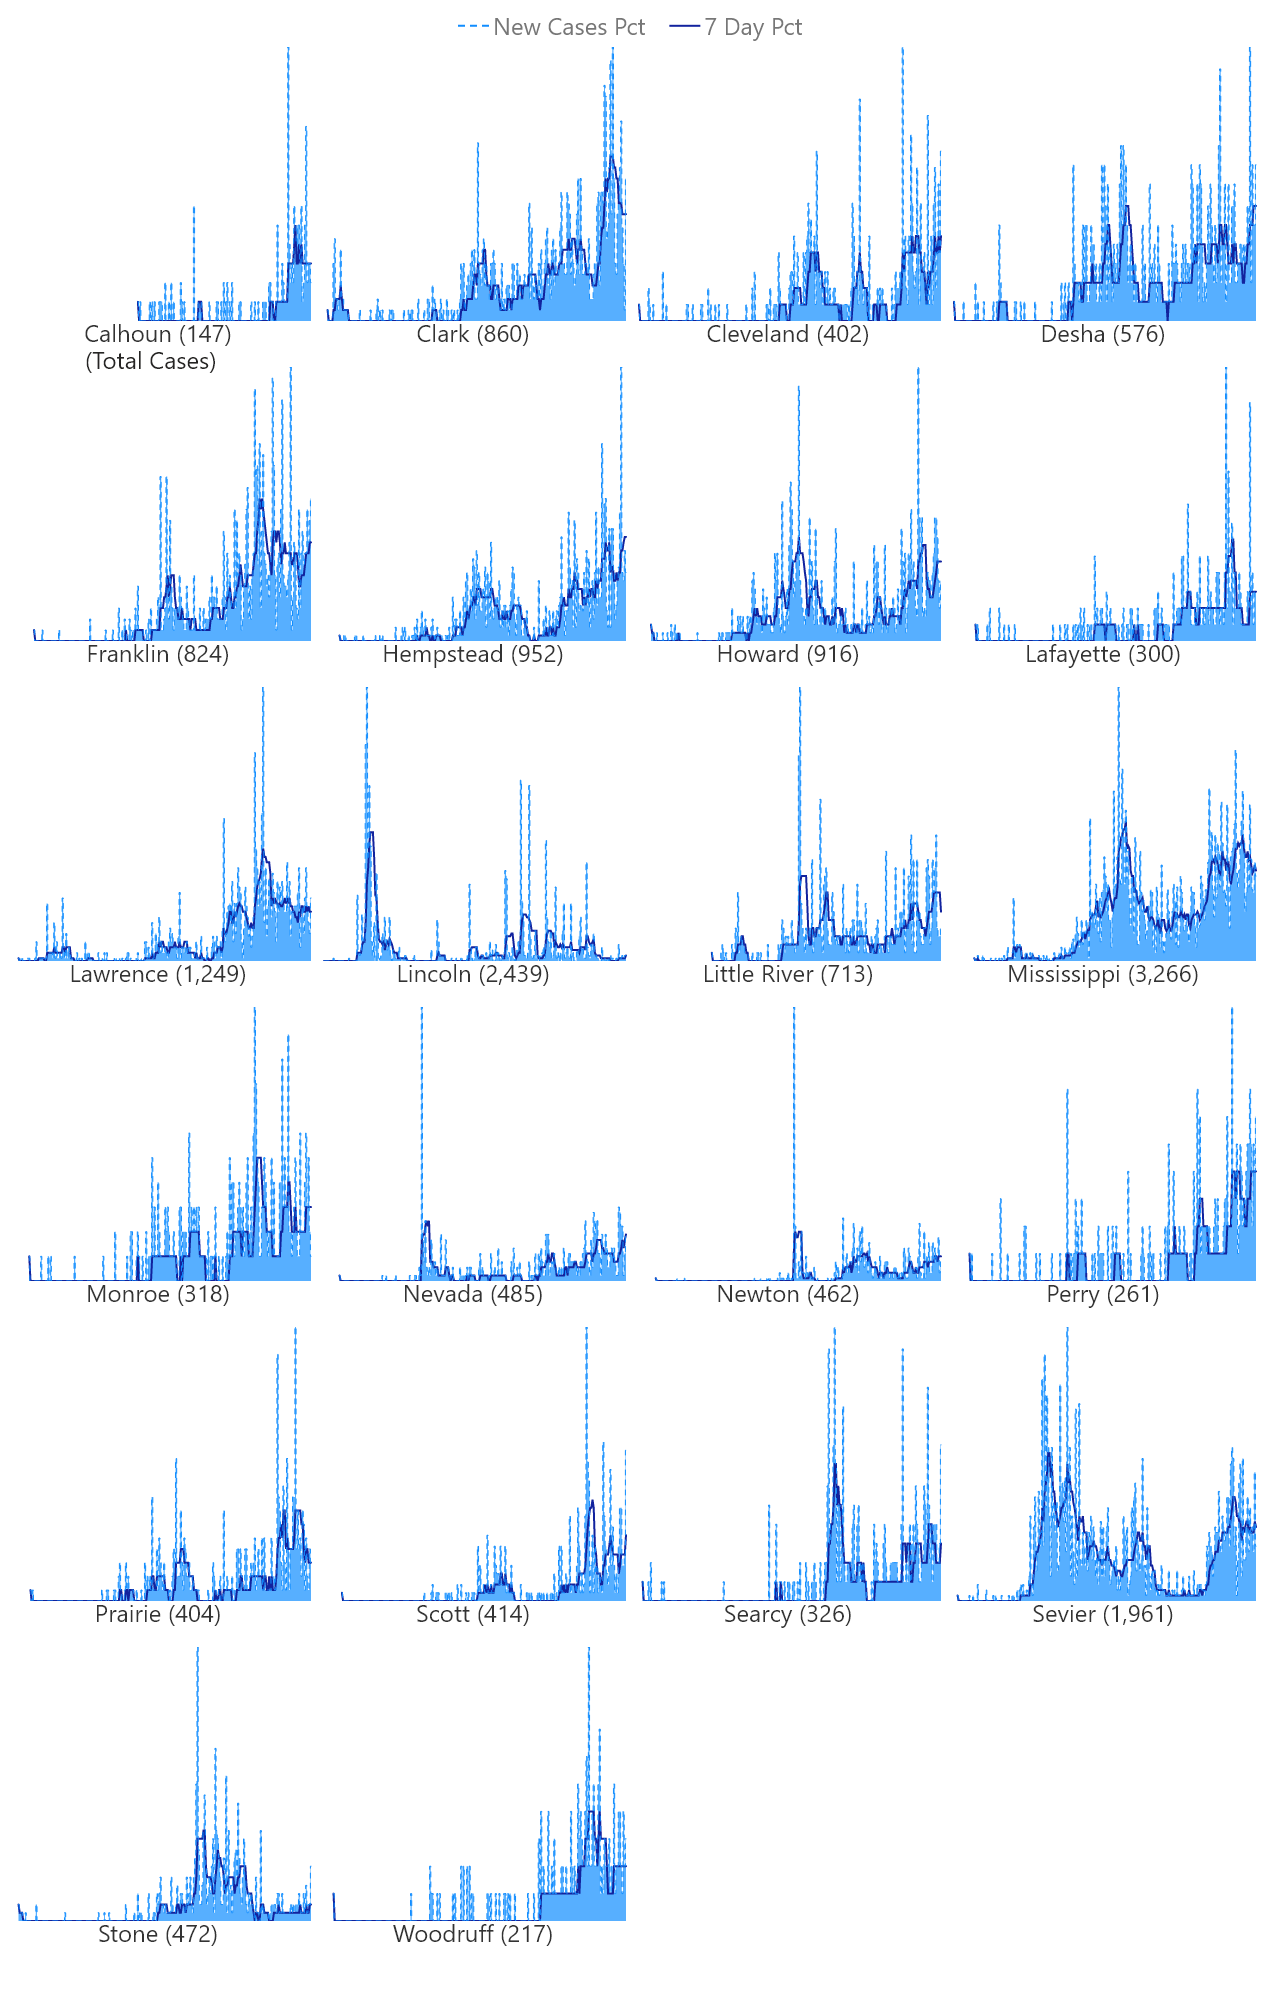 New Cases Pct 7 Day Pct
Calhoun (147) Clark (860) Cleveland (402) Desha (576)
(Total Cases)
Franklin (824) Hempstead (952) Howard (916) Lafayette (300)
Lawrence (1,249) Lincoln (2,439) Little River (713) Mississippi (3,266)
Monroe (318) Nevada (485) Newton (462) Perry (261)
Prairie (404) Scott (414) Searcy (326) Sevier (1,961)
Stone (472) Woodruff (217)